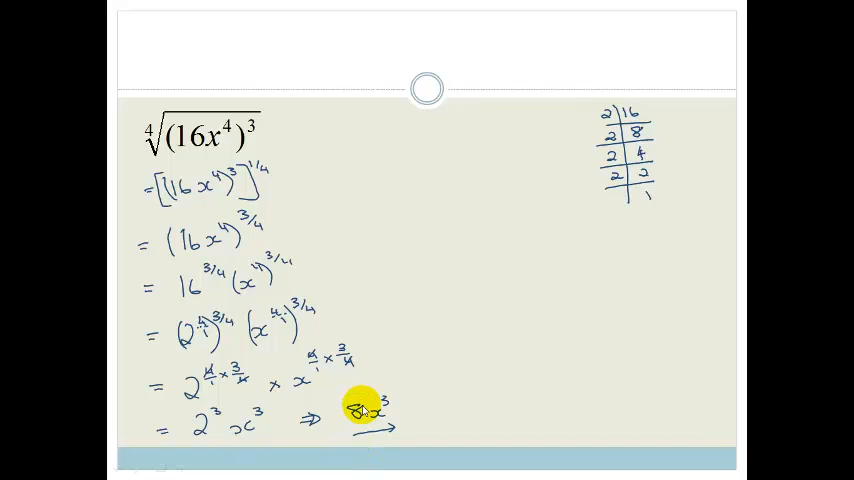 ⁴√(16x⁴)³
= [(16x⁴)³]^1/4
= (16x⁴)^3/4
= 16^3/4 (x⁴)^3/4
= (2^4/1)^3/4 (x^4/1)^3/4
= 2^4/1 × 3/4 × x^4/1 × 3/4
= 2³ x³ ⇒ 8x³
2 | 16
2 | 8
2 | 4
2 | 2
| 1